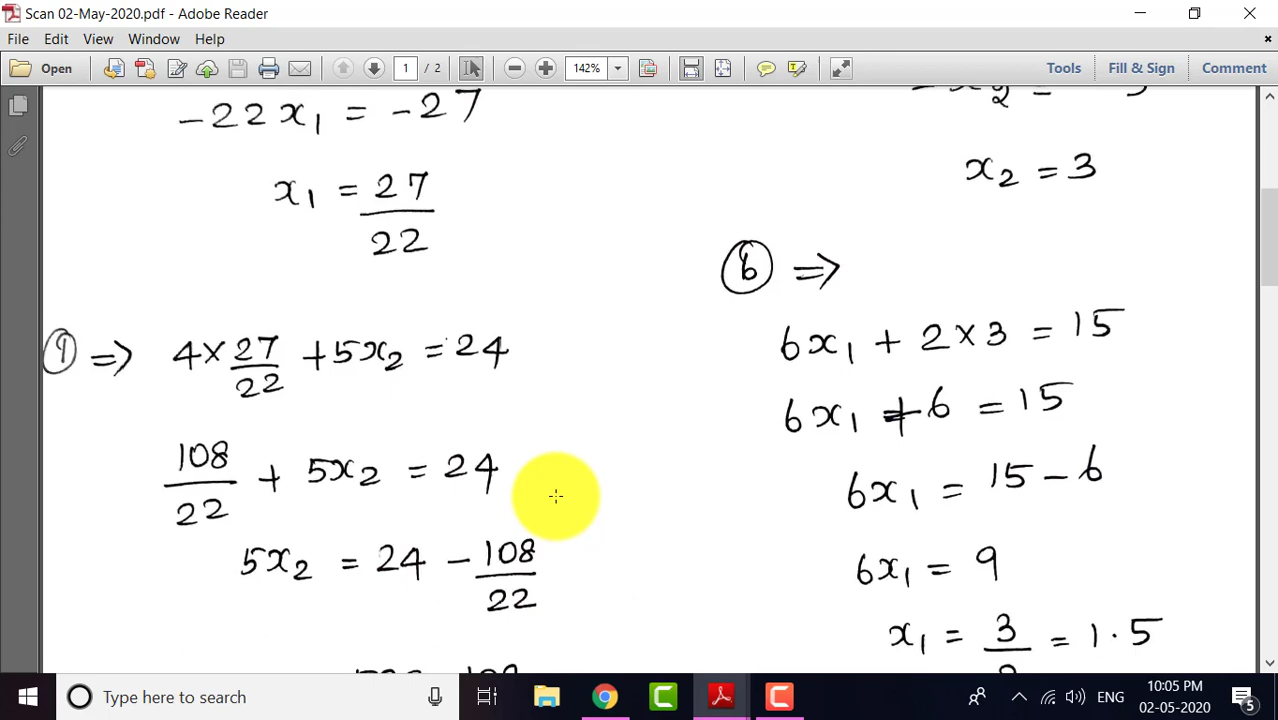 Scan 02-May-2020.pdf - Adobe Reader
File Edit View Window Help
Open 1 / 2 142% Tools Fill & Sign Comment
-22x₁ = -27
x₁ = 27/22
① ⇒ 4×27/22 + 5x₂ = 24
108/22 + 5x₂ = 24
5x₂ = 24 - 108/22
x₂ = 3
⑥ ⇒
6x₁ + 2×3 = 15
6x₁ + 6 = 15
6x₁ = 15 - 6
6x₁ = 9
x₁ = 3/2 = 1.5
Type here to search
ENG
10:05 PM
02-05-2020
5